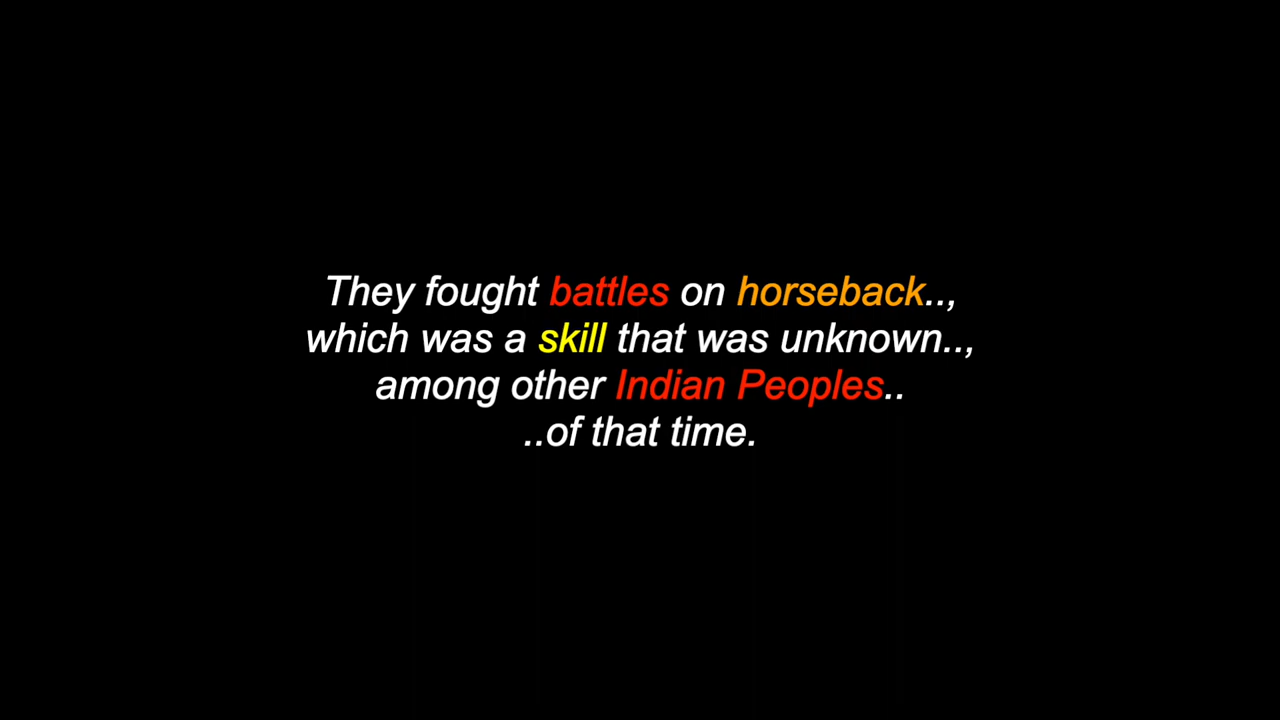 They fought battles on horseback..,
which was a skill that was unknown..,
among other Indian Peoples..
..of that time.